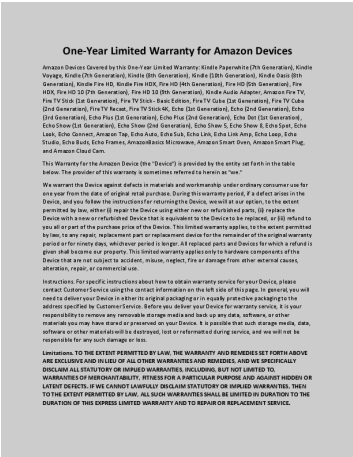 One-Year Limited Warranty for Amazon Devices
Amazon Devices Covered by this One-Year Limited Warranty: Kindle Paperwhite (7th Generation), Kindle
Voyage, Kindle (7th Generation), Kindle (8th Generation), Kindle (10th Generation), Kindle Oasis (8th
Generation), Kindle Fire HD, Kindle Fire HDX, Fire HD (4th Generation), Fire HD (5th Generation), Fire
HDX, Fire HD 10 (7th Generation), Fire HD 10 (9th Generation), Kindle Audio Adapter, Amazon Fire TV,
Fire TV Stick (1st Generation), Fire TV Stick - Basic Edition, Fire TV Cube (1st Generation), Fire TV Cube
(2nd Generation), Fire TV Recast, Fire TV Stick 4K, Echo (1st Generation), Echo (2nd Generation), Echo
(3rd Generation), Echo Plus (1st Generation), Echo Plus (2nd Generation), Echo Dot (1st Generation),
Echo Show (1st Generation), Echo Show (2nd Generation), Echo Show 5, Echo Show 8, Echo Spot, Echo
Look, Echo Connect, Amazon Tap, Echo Auto, Echo Sub, Echo Link, Echo Link Amp, Echo Loop, Echo
Studio, Echo Buds, Echo Frames, AmazonBasics Microwave, Amazon Smart Oven, Amazon Smart Plug,
and Amazon Cloud Cam.
This Warranty for the Amazon Device (the "Device") is provided by the entity set forth in the table
below. The provider of this warranty is sometimes referred to herein as "we."
We warrant the Device against defects in materials and workmanship under ordinary consumer use for
one year from the date of original retail purchase. During this warranty period, if a defect arises in the
Device, and you follow the instructions for returning the Device, we will at our option, to the extent
permitted by law, either (i) repair the Device using either new or refurbished parts, (ii) replace the
Device with a new or refurbished Device that is equivalent to the Device to be replaced, or (iii) refund to
you all or part of the purchase price of the Device. This limited warranty applies, to the extent permitted
by law, to any repair, replacement part or replacement device for the remainder of the original warranty
period or for ninety days, whichever period is longer. All replaced parts and Devices for which a refund is
given shall become our property. This limited warranty applies only to hardware components of the
Device that are not subject to accident, misuse, neglect, fire or damage from other external causes,
alteration, repair, or commercial use.
Instructions. For specific instructions about how to obtain warranty service for your Device, please
contact Customer Service using the contact information on the left side of this page. In general, you will
need to deliver your Device in either its original packaging or in equally protective packaging to the
address specified by Customer Service. Before you deliver your Device for warranty service, it is your
responsibility to remove any removable storage media and back up any data, software, or other
materials you may have stored or preserved on your Device. It is possible that such storage media, data,
software or other materials will be destroyed, lost or reformatted during service, and we will not be
responsible for any such damage or loss.
Limitations. TO THE EXTENT PERMITTED BY LAW, THE WARRANTY AND REMEDIES SET FORTH ABOVE
ARE EXCLUSIVE AND IN LIEU OF ALL OTHER WARRANTIES AND REMEDIES, AND WE SPECIFICALLY
DISCLAIM ALL STATUTORY OR IMPLIED WARRANTIES, INCLUDING, BUT NOT LIMITED TO,
WARRANTIES OF MERCHANTABILITY, FITNESS FOR A PARTICULAR PURPOSE AND AGAINST HIDDEN OR
LATENT DEFECTS. IF WE CANNOT LAWFULLY DISCLAIM STATUTORY OR IMPLIED WARRANTIES, THEN
TO THE EXTENT PERMITTED BY LAW, ALL SUCH WARRANTIES SHALL BE LIMITED IN DURATION TO THE
DURATION OF THIS EXPRESS LIMITED WARRANTY AND TO REPAIR OR REPLACEMENT SERVICE.